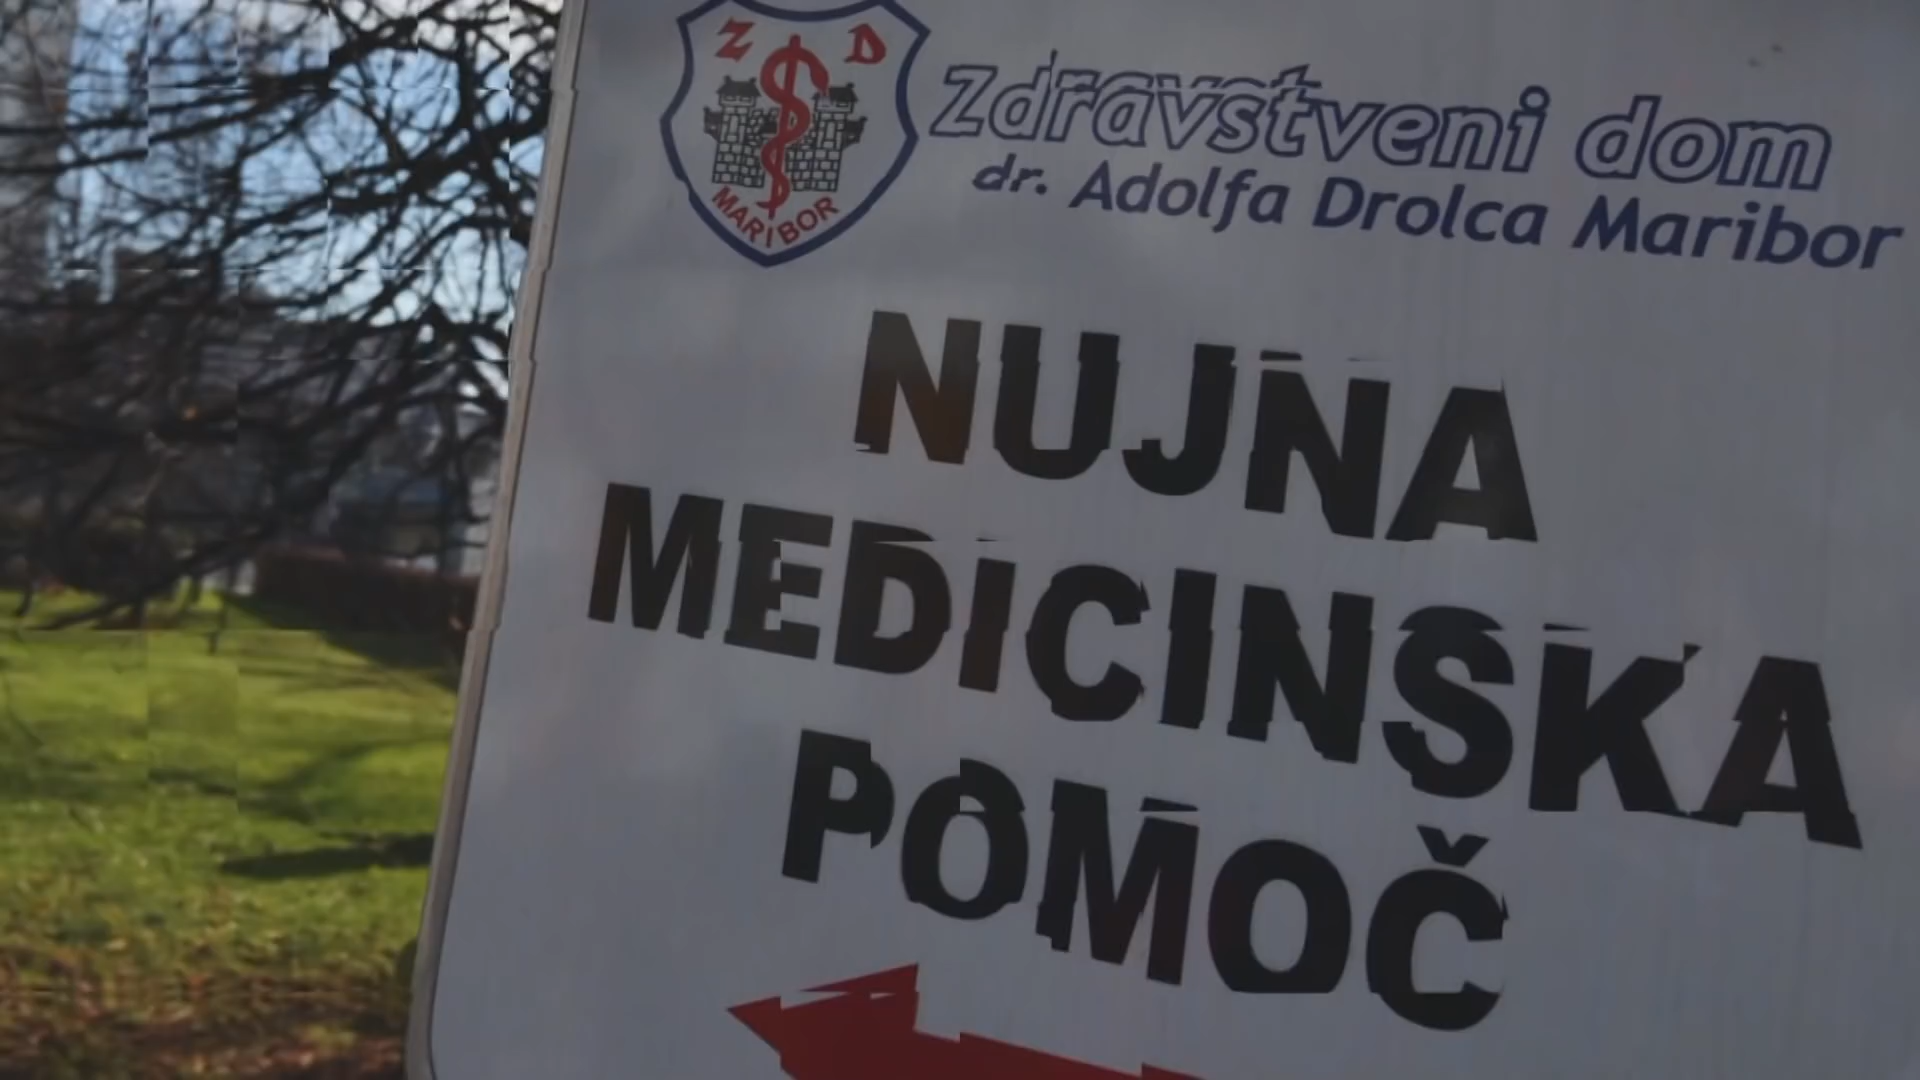 Z D
MARIBOR
Zdravstveni dom
dr. Adolfa Drolca Maribor
NUJNA
MEDICINSKA
POMOČ